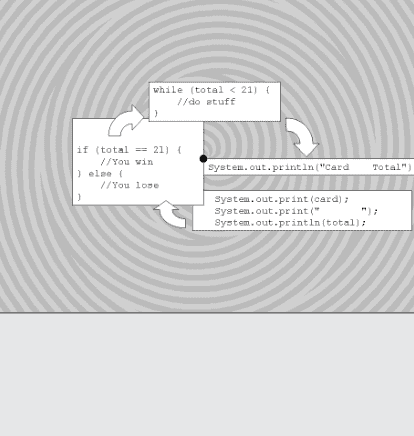 while (total < 21) {
//do stuff
}
if (total == 21) {
//You win
} else {
//You lose
}
System.out.println("Card    Total")
System.out.print(card);
System.out.print("      ");
System.out.println(total);